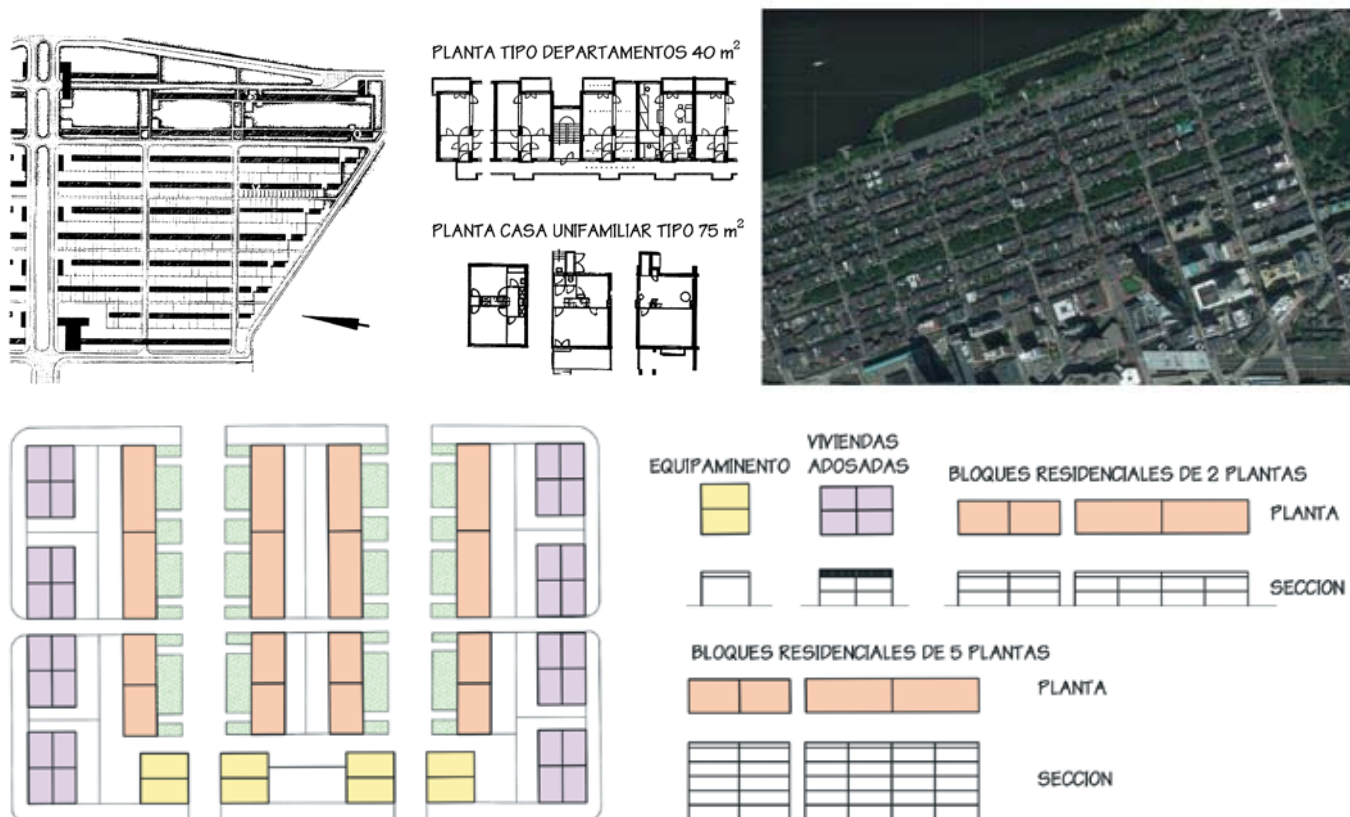 PLANTA TIPO DEPARTAMENTOS 40 m²
PLANTA CASA UNIFAMILIAR TIPO 75 m²
EQUIPAMINENTO
VIVIENDAS
ADOSADAS
BLOQUES RESIDENCIALES DE 2 PLANTAS
PLANTA
SECCION
BLOQUES RESIDENCIALES DE 5 PLANTAS
PLANTA
SECCION